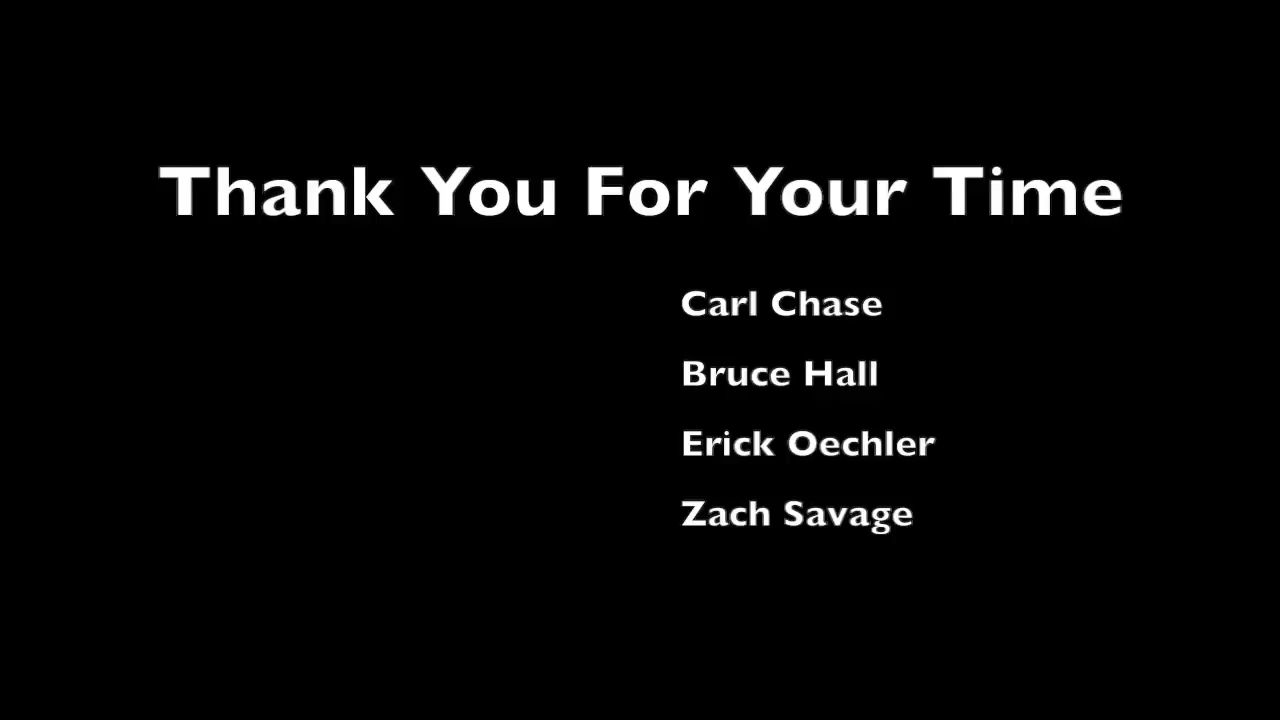 Thank You For Your Time
Carl Chase
Bruce Hall
Erick Oechler
Zach Savage